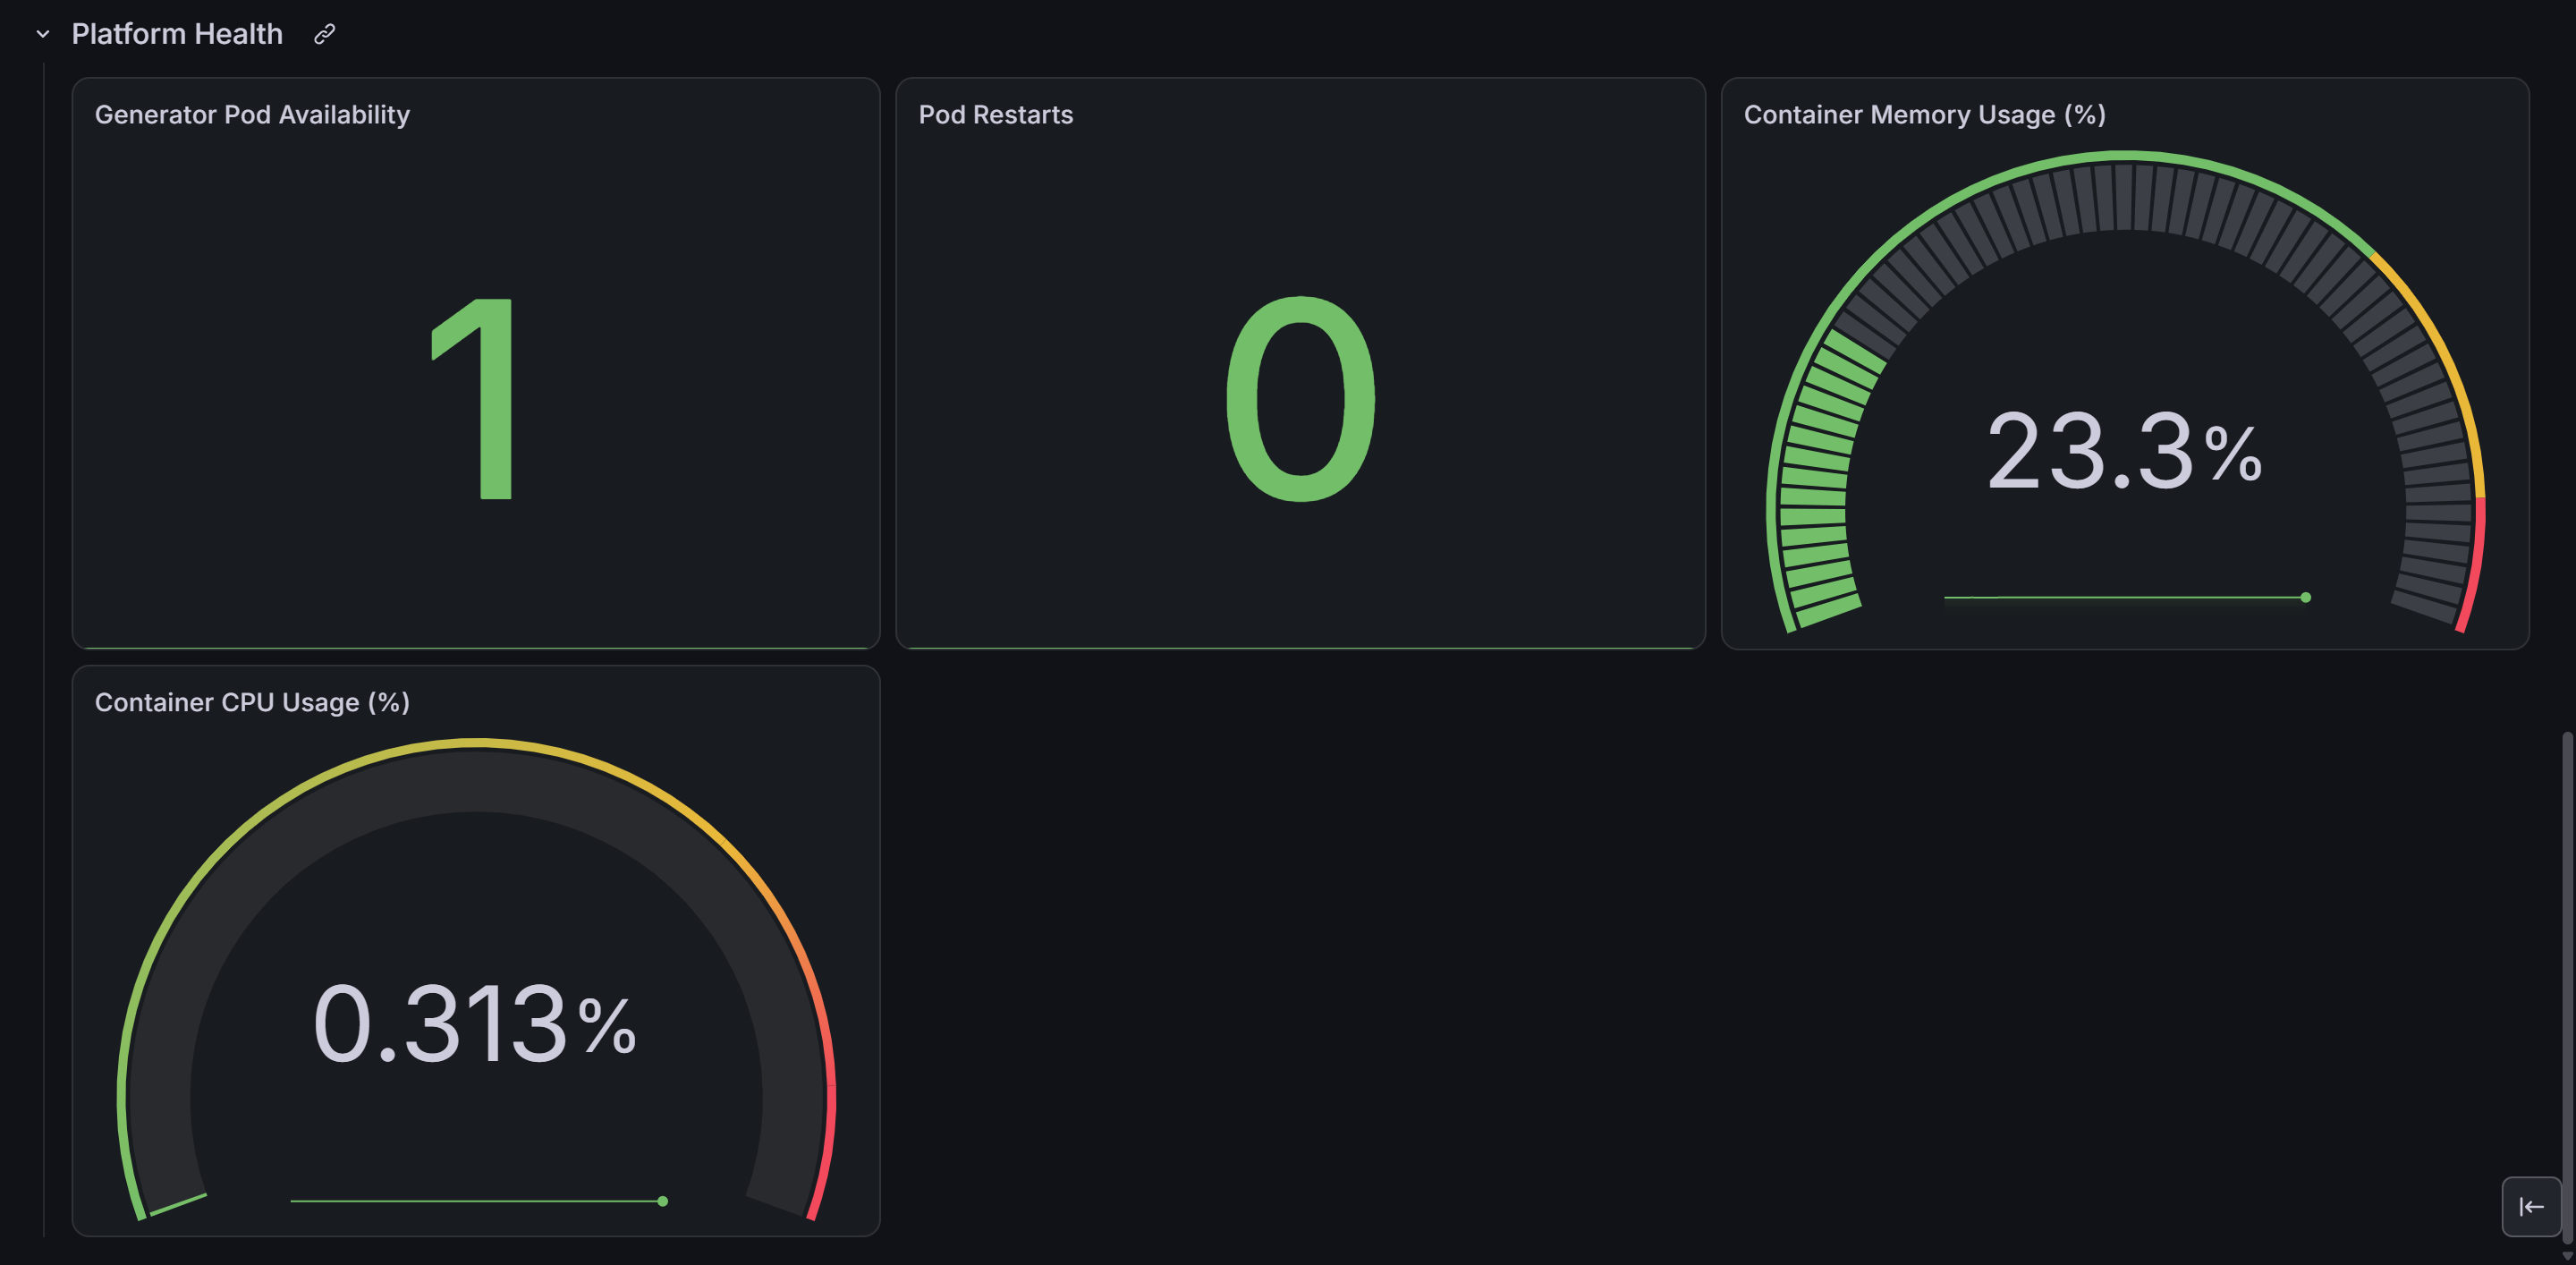 Platform Health
Generator Pod Availability
1
Pod Restarts
0
Container Memory Usage (%)
23.3%
Container CPU Usage (%)
0.313%